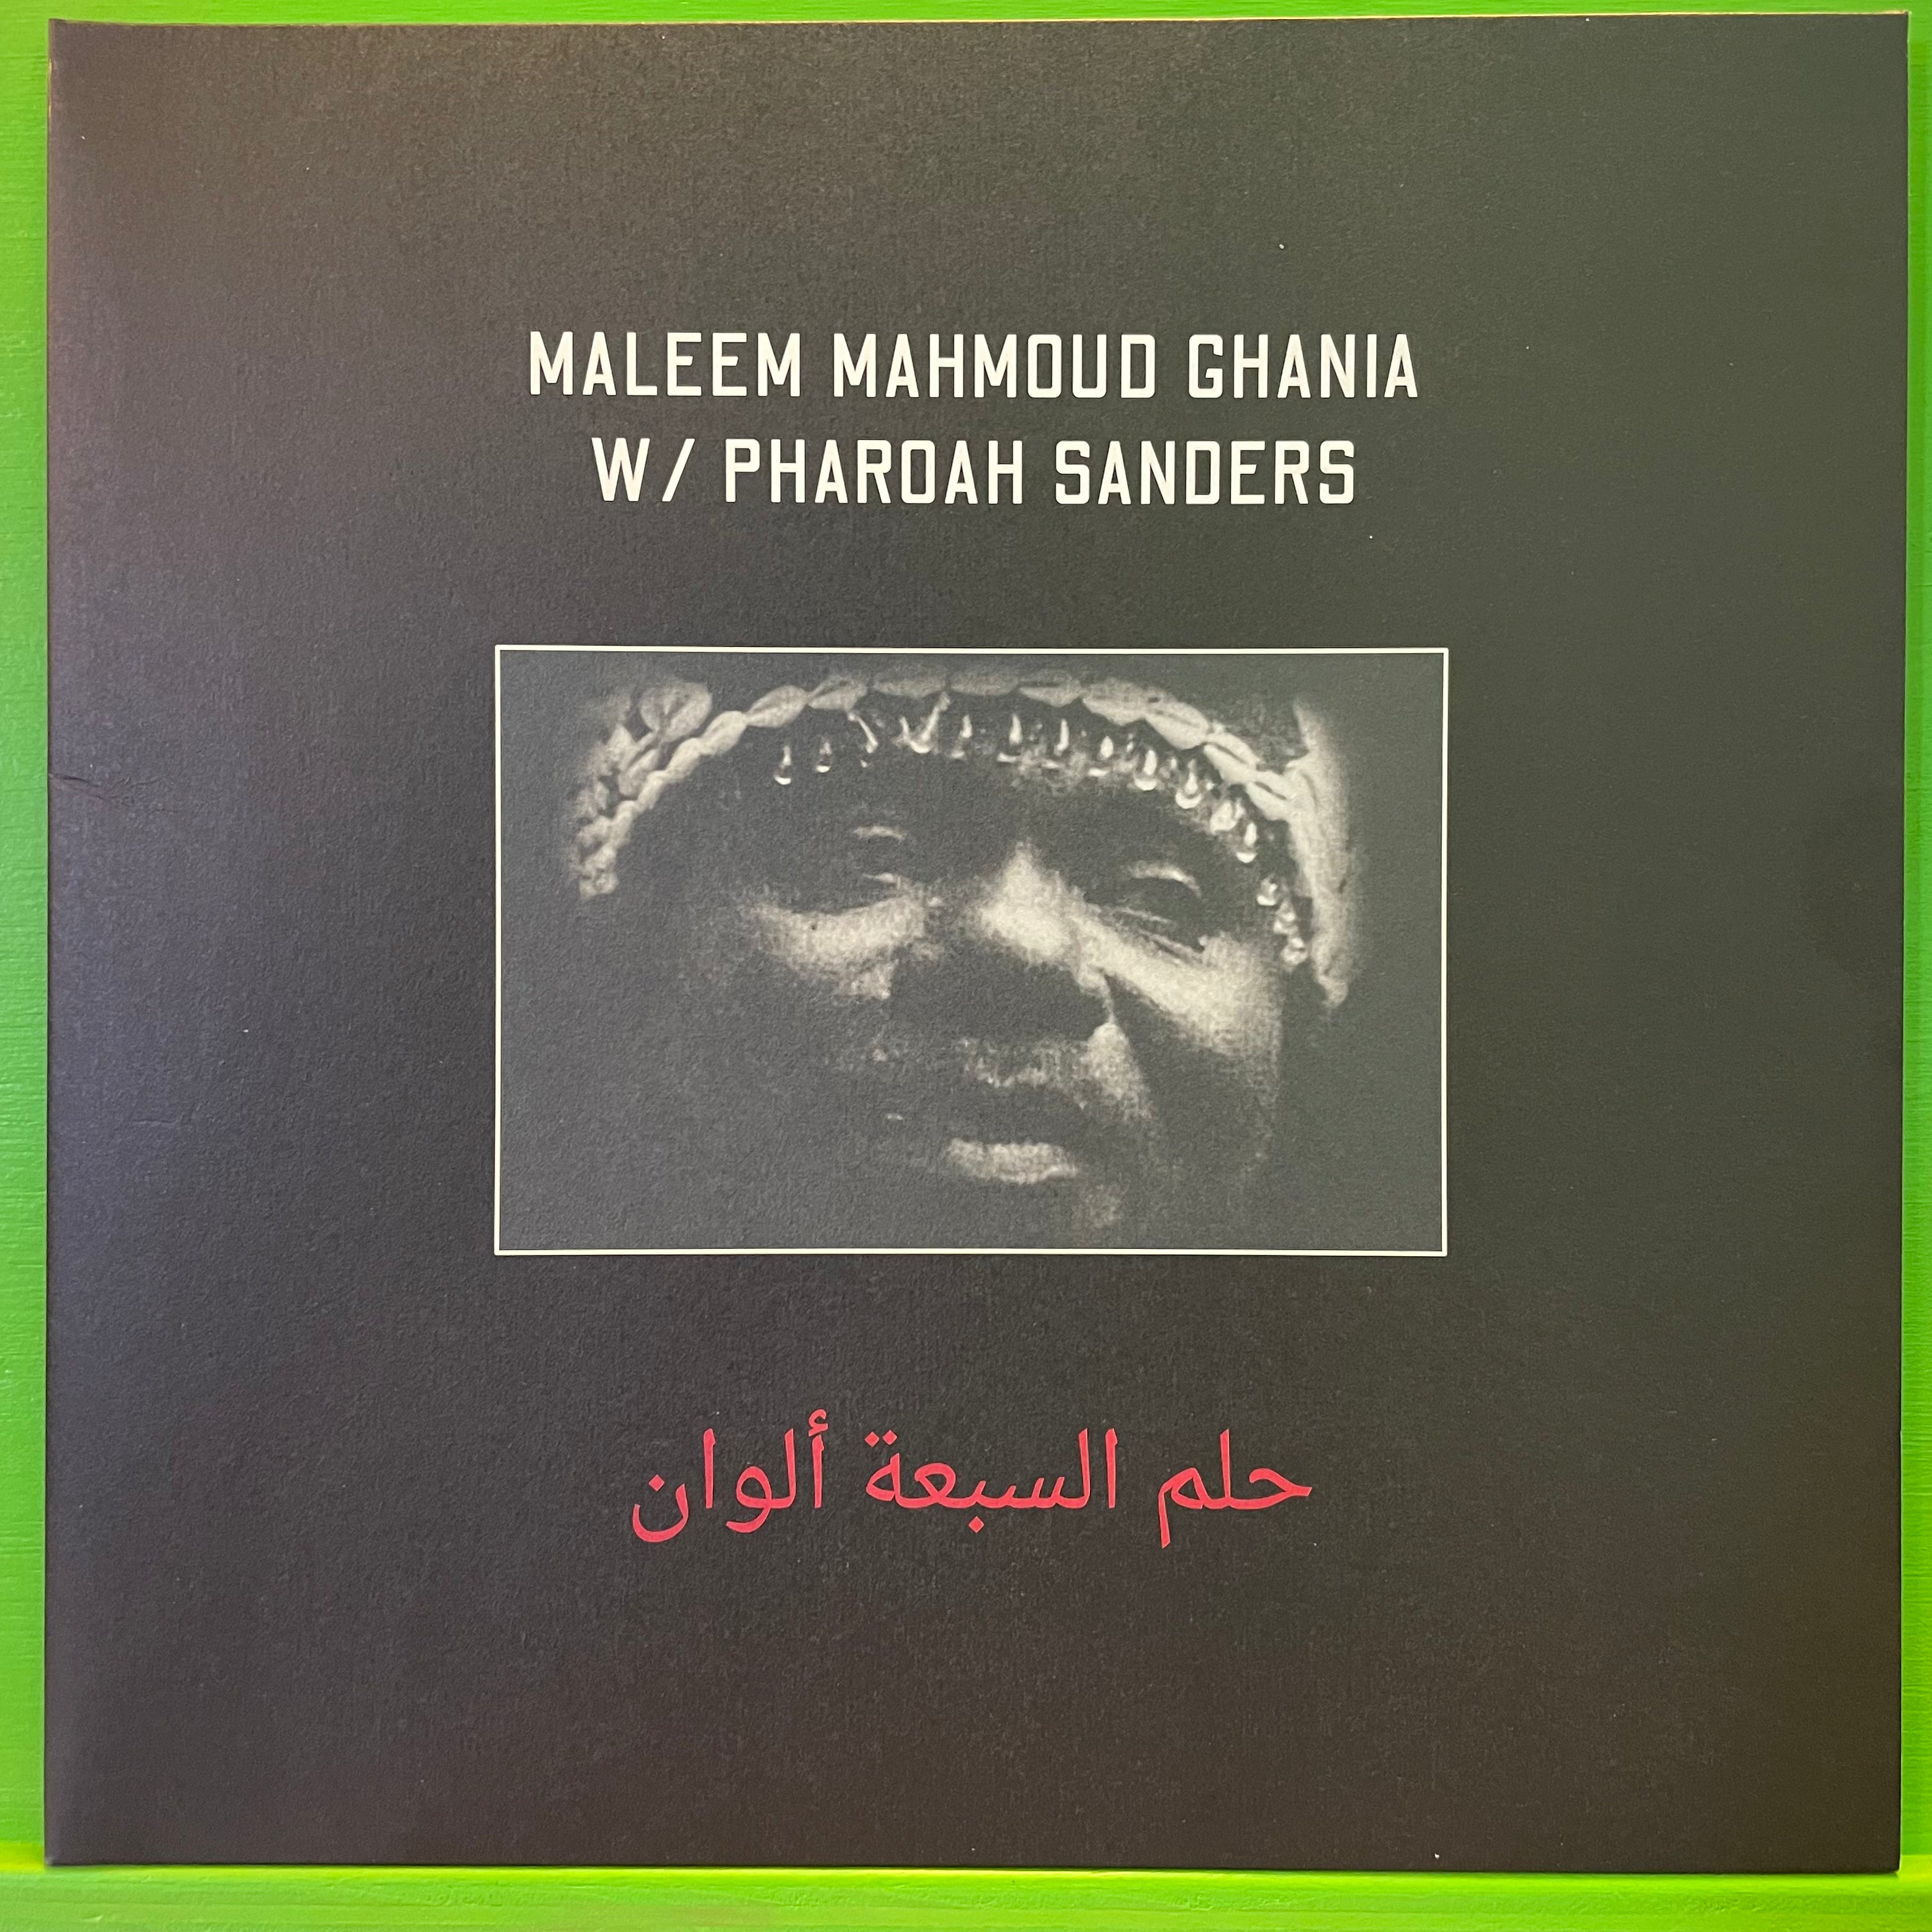 MALEEM MAHMOUD GHANIA
W/ PHAROAH SANDERS
حلم السبعة ألوان